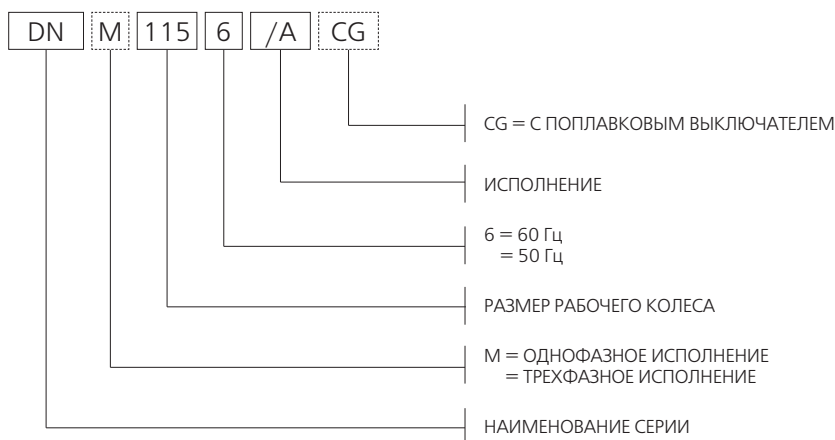 DN M 115 6 /A CG
CG = С ПОПЛАВКОВЫМ ВЫКЛЮЧАТЕЛЕМ
ИСПОЛНЕНИЕ
6 = 60 Гц
= 50 Гц
РАЗМЕР РАБОЧЕГО КОЛЕСА
М = ОДНОФАЗНОЕ ИСПОЛНЕНИЕ
= ТРЕХФАЗНОЕ ИСПОЛНЕНИЕ
НАИМЕНОВАНИЕ СЕРИИ